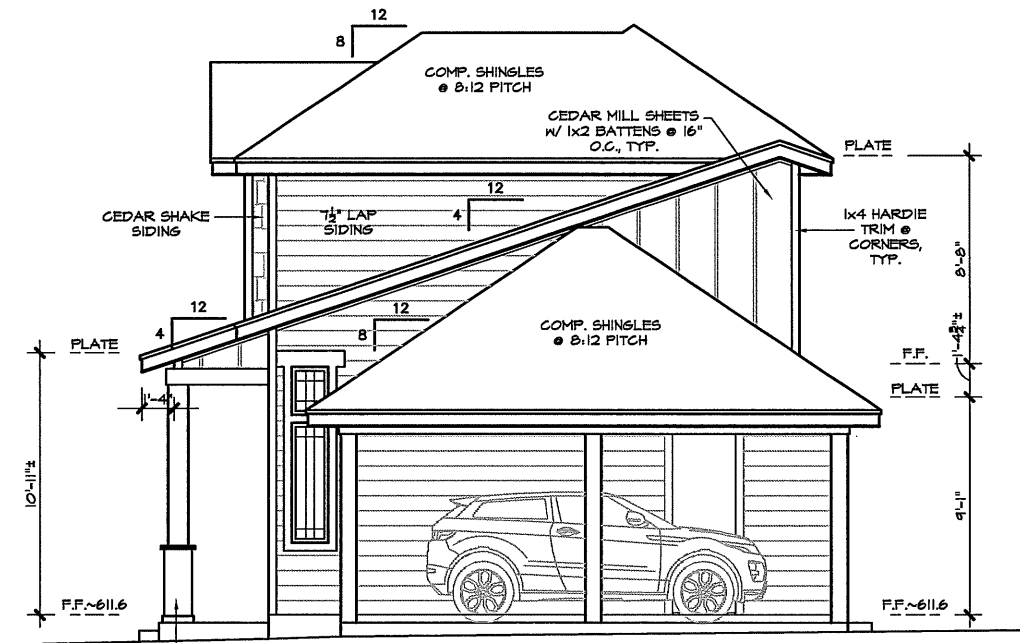 12
8
COMP. SHINGLES
@ 8:12 PITCH
CEDAR MILL SHEETS
W/ 1x2 BATTENS @ 16"
O.C., TYP.
PLATE
12
4
CEDAR SHAKE
SIDING
7½" LAP
SIDING
1x4 HARDIE
TRIM @
CORNERS,
TYP.
8'-8"
12
4
12
8
COMP. SHINGLES
@ 8:12 PITCH
PLATE
F.F.
1'-4¾"±
PLATE
1'-4"
10'-11"±
9'-1"
F.F.~611.6
F.F.~611.6